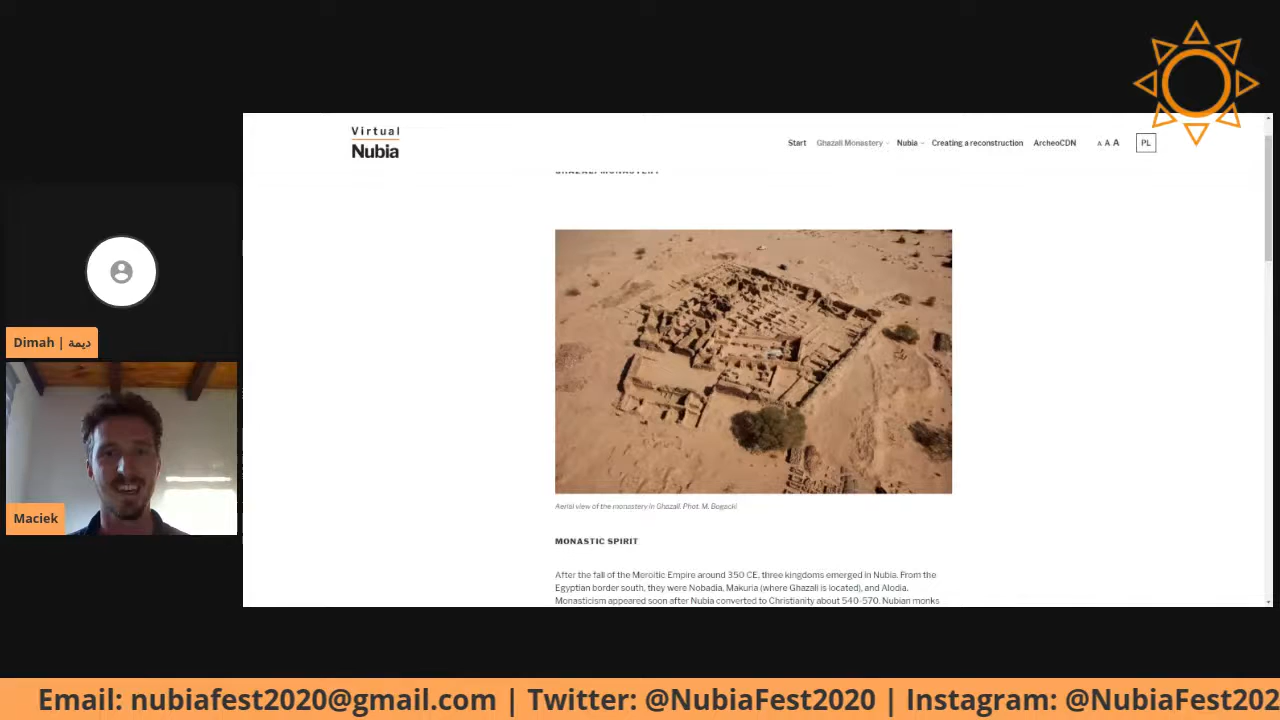 Virtual
Nubia
Start Ghazali Monastery Nubia Creating a reconstruction ArcheoCDN A A A PL
GHAZALI MONASTERY
Dimah | ديمة
Maciek
Aerial view of the monastery in Ghazali. Phot. M. Bogacki
MONASTIC SPIRIT
After the fall of the Meroitic Empire around 350 CE, three kingdoms emerged in Nubia. From the
Egyptian border south, they were Nobadia, Makuria (where Ghazali is located), and Alodia.
Monasticism appeared soon after Nubia converted to Christianity about 540-570. Nubian monks
Email: nubiafest2020@gmail.com | Twitter: @NubiaFest2020 | Instagram: @NubiaFest202